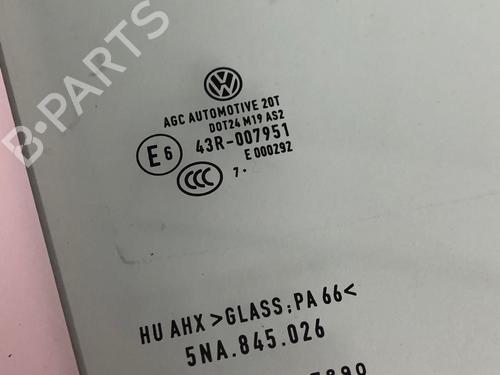 B-PARTS
VW
AGC AUTOMOTIVE 20T
DOT24 M19 AS2
E6 43R-007951
E 000292
CCC 7.
HU AHX >GLASS;PA 66<
5NA.845.026